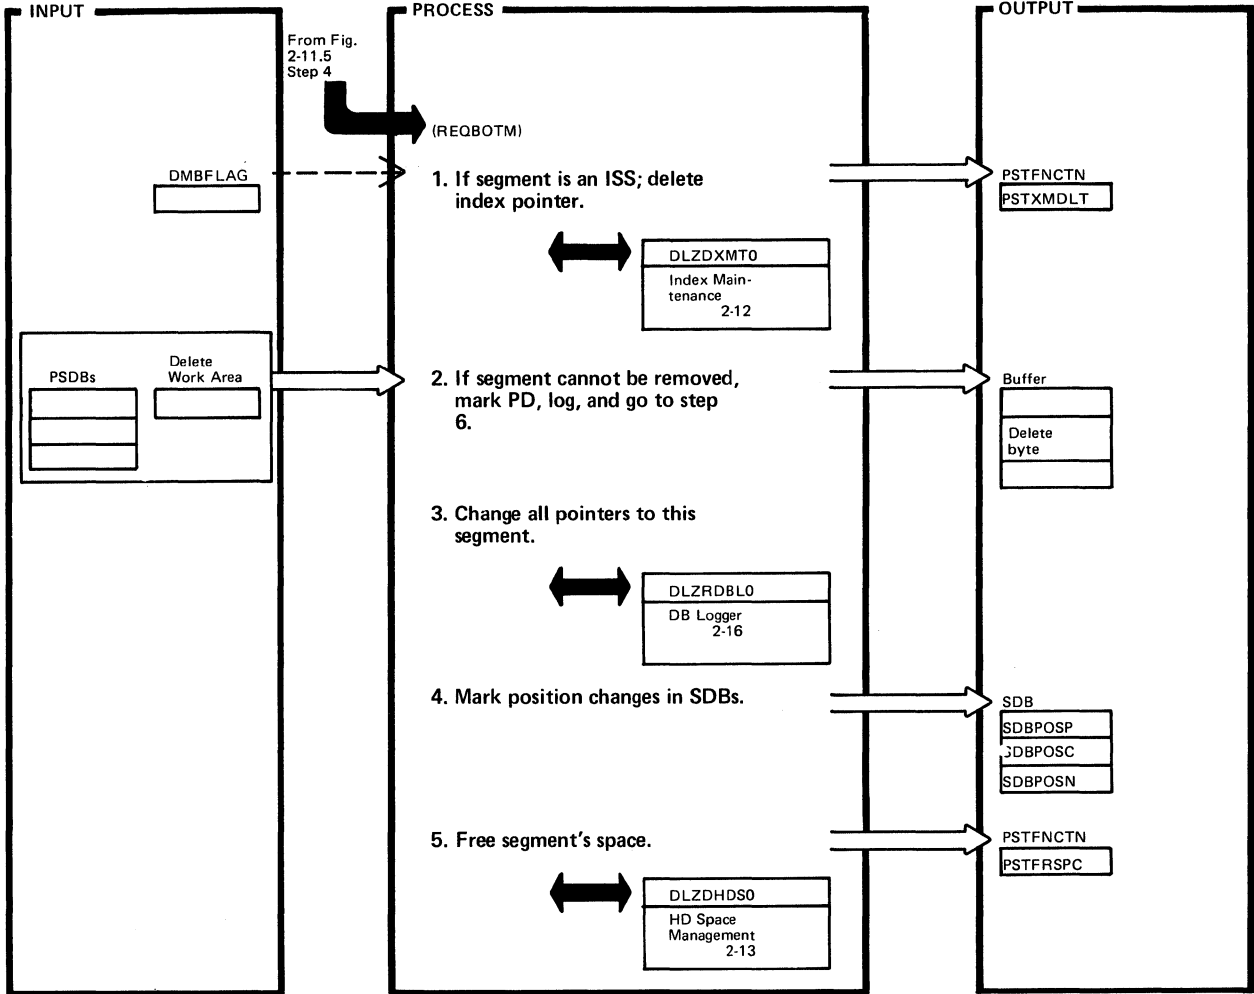 INPUT
PROCESS
OUTPUT
From Fig.
2-11.5
Step 4
(REQBOTM)
DMBFLAG
1. If segment is an ISS; delete
index pointer.
PSTFNCTN
PSTXMDLT
DLZDXMT0
Index Main-
tenance
2-12
PSDBs
Delete
Work Area
2. If segment cannot be removed,
mark PD, log, and go to step
6.
Buffer
Delete
byte
3. Change all pointers to this
segment.
DLZRDBL0
DB Logger
2-16
4. Mark position changes in SDBs.
SDB
SDBPOSP
SDBPOSC
SDBPOSN
5. Free segment's space.
PSTFNCTN
PSTFRSPC
DLZDHDS0
HD Space
Management
2-13